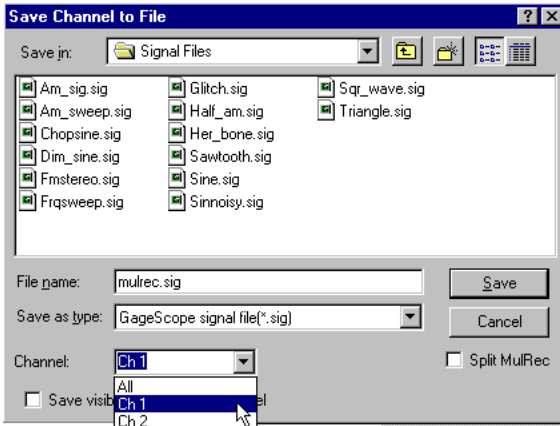 Save Channel to File
Save in: Signal Files
Am_sig.sig Glitch.sig Sqr_wave.sig
Am_sweep.sig Half_am.sig Triangle.sig
Chopsine.sig Her_bone.sig
Dim_sine.sig Sawtooth.sig
Fmstereo.sig Sine.sig
Frqsweep.sig Sinnoisy.sig
File name: mulrec.sig Save
Save as type: GageScope signal file(*.sig) Cancel
Channel: Ch 1 Split MulRec
All
Save Ch 1
Ch 2